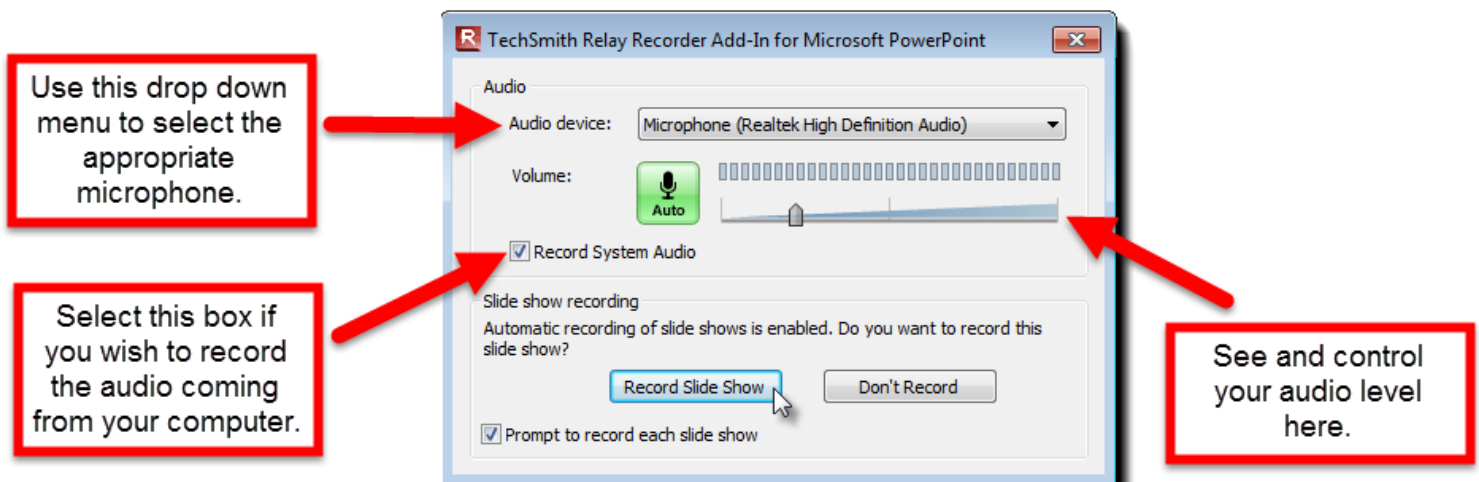 R TechSmith Relay Recorder Add-In for Microsoft PowerPoint
Use this drop down
menu to select the
appropriate
microphone.
Audio
Audio device: Microphone (Realtek High Definition Audio)
Volume:
Auto
Record System Audio
Select this box if
you wish to record
the audio coming
from your computer.
Slide show recording
Automatic recording of slide shows is enabled. Do you want to record this
slide show?
Record Slide Show Don't Record
Prompt to record each slide show
See and control
your audio level
here.